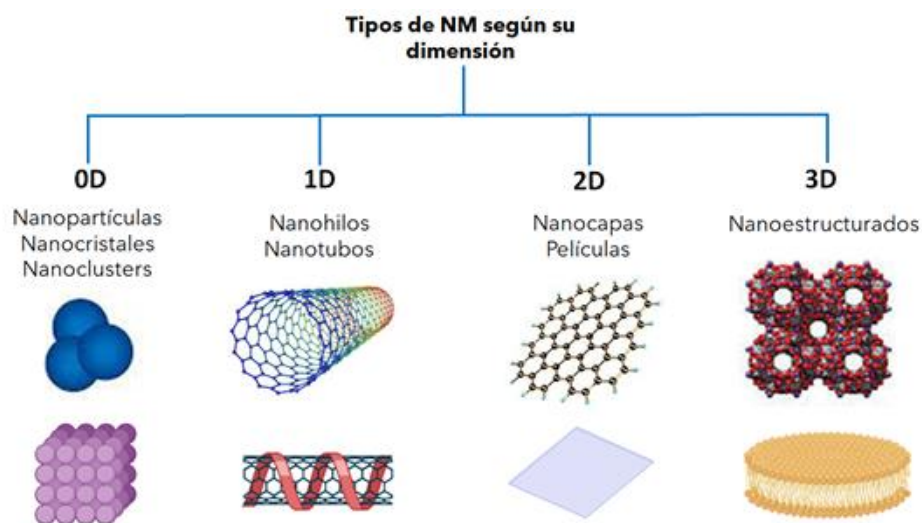 Tipos de NM según su
dimensión
0D
1D
2D
3D
Nanopartículas
Nanocristales
Nanoclusters
Nanohilos
Nanotubos
Nanocapas
Películas
Nanoestructurados